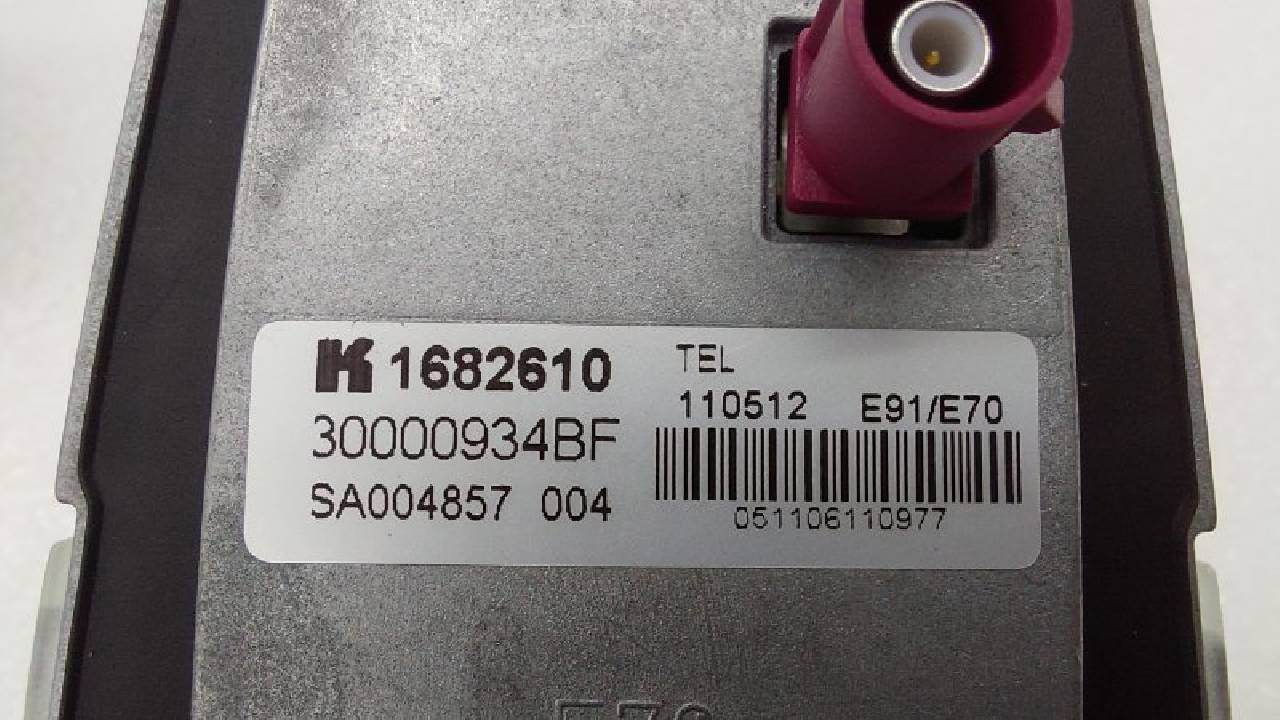 K 1682610
30000934BF
SA004857 004
TEL
110512 E91/E70
051106110977